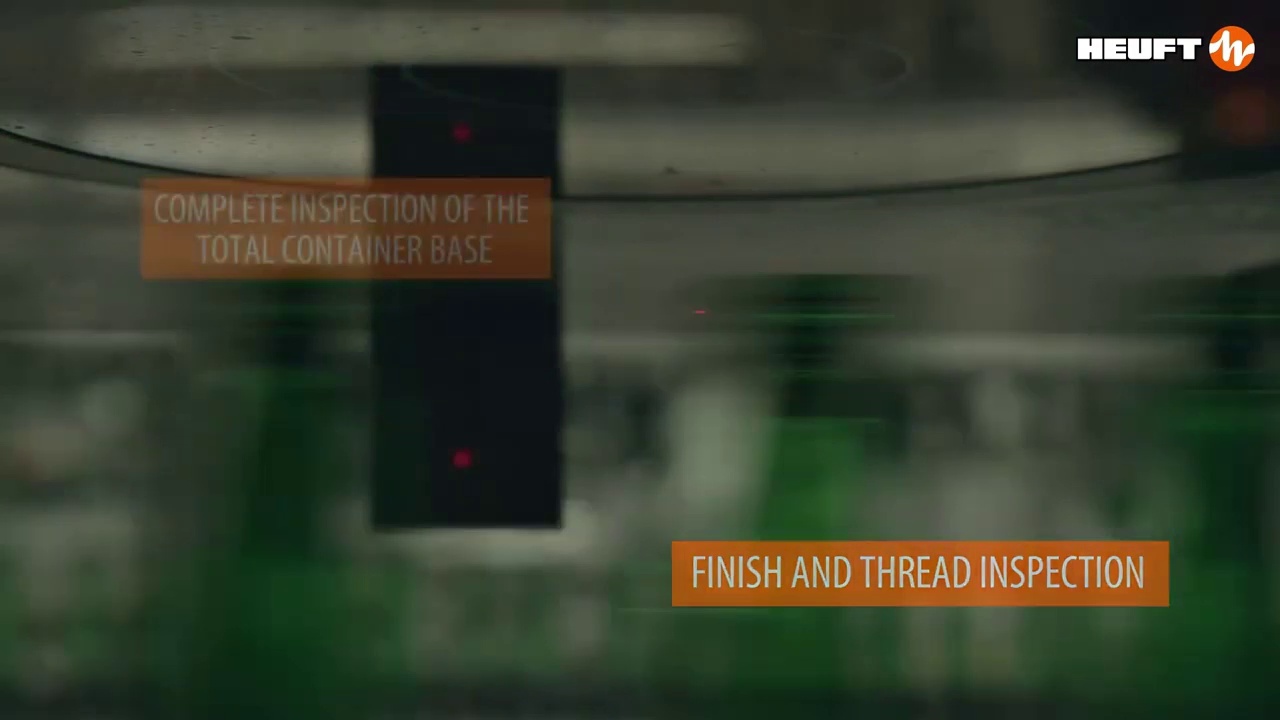 HEUFT
COMPLETE INSPECTION OF THE
TOTAL CONTAINER BASE
FINISH AND THREAD INSPECTION